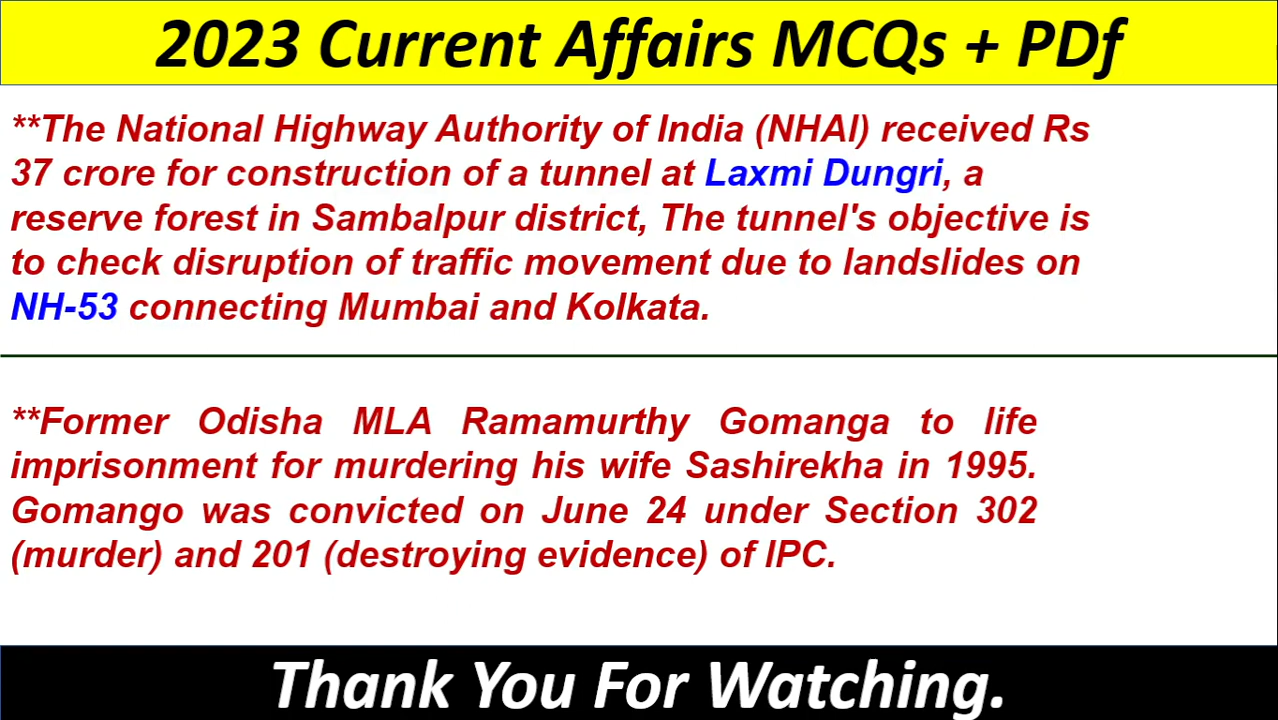 2023 Current Affairs MCQs + PDf
**The National Highway Authority of India (NHAI) received Rs
37 crore for construction of a tunnel at Laxmi Dungri, a
reserve forest in Sambalpur district, The tunnel's objective is
to check disruption of traffic movement due to landslides on
NH-53 connecting Mumbai and Kolkata.
**Former Odisha MLA Ramamurthy Gomanga to life
imprisonment for murdering his wife Sashirekha in 1995.
Gomango was convicted on June 24 under Section 302
(murder) and 201 (destroying evidence) of IPC.
Thank You For Watching.